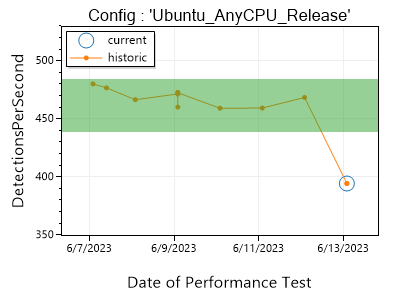 Config : 'Ubuntu_AnyCPU_Release'
current
historic
DetectionsPerSecond
500
450
400
350
6/7/2023
6/9/2023
6/11/2023
6/13/2023
Date of Performance Test